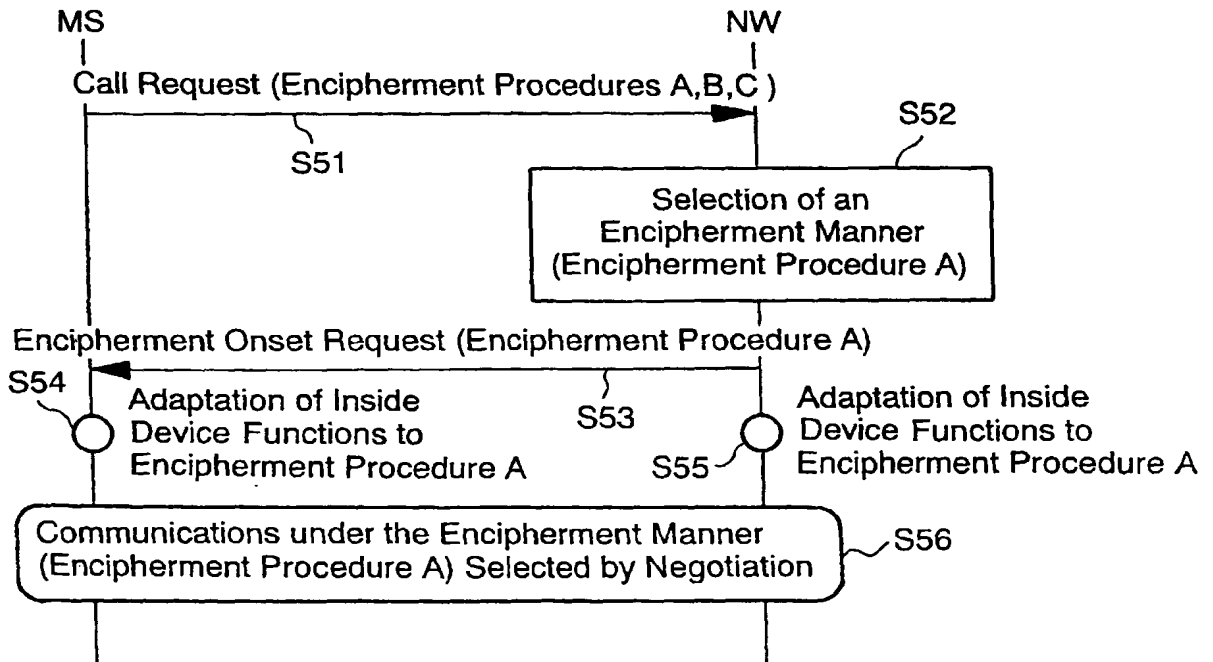 MS
NW
Call Request (Encipherment Procedures A,B,C )
S51
S52
Selection of an
Encipherment Manner
(Encipherment Procedure A)
Encipherment Onset Request (Encipherment Procedure A)
S54
S53
Adaptation of Inside
Device Functions to
Encipherment Procedure A
S55
Adaptation of Inside
Device Functions to
Encipherment Procedure A
Communications under the Encipherment Manner
(Encipherment Procedure A) Selected by Negotiation
S56